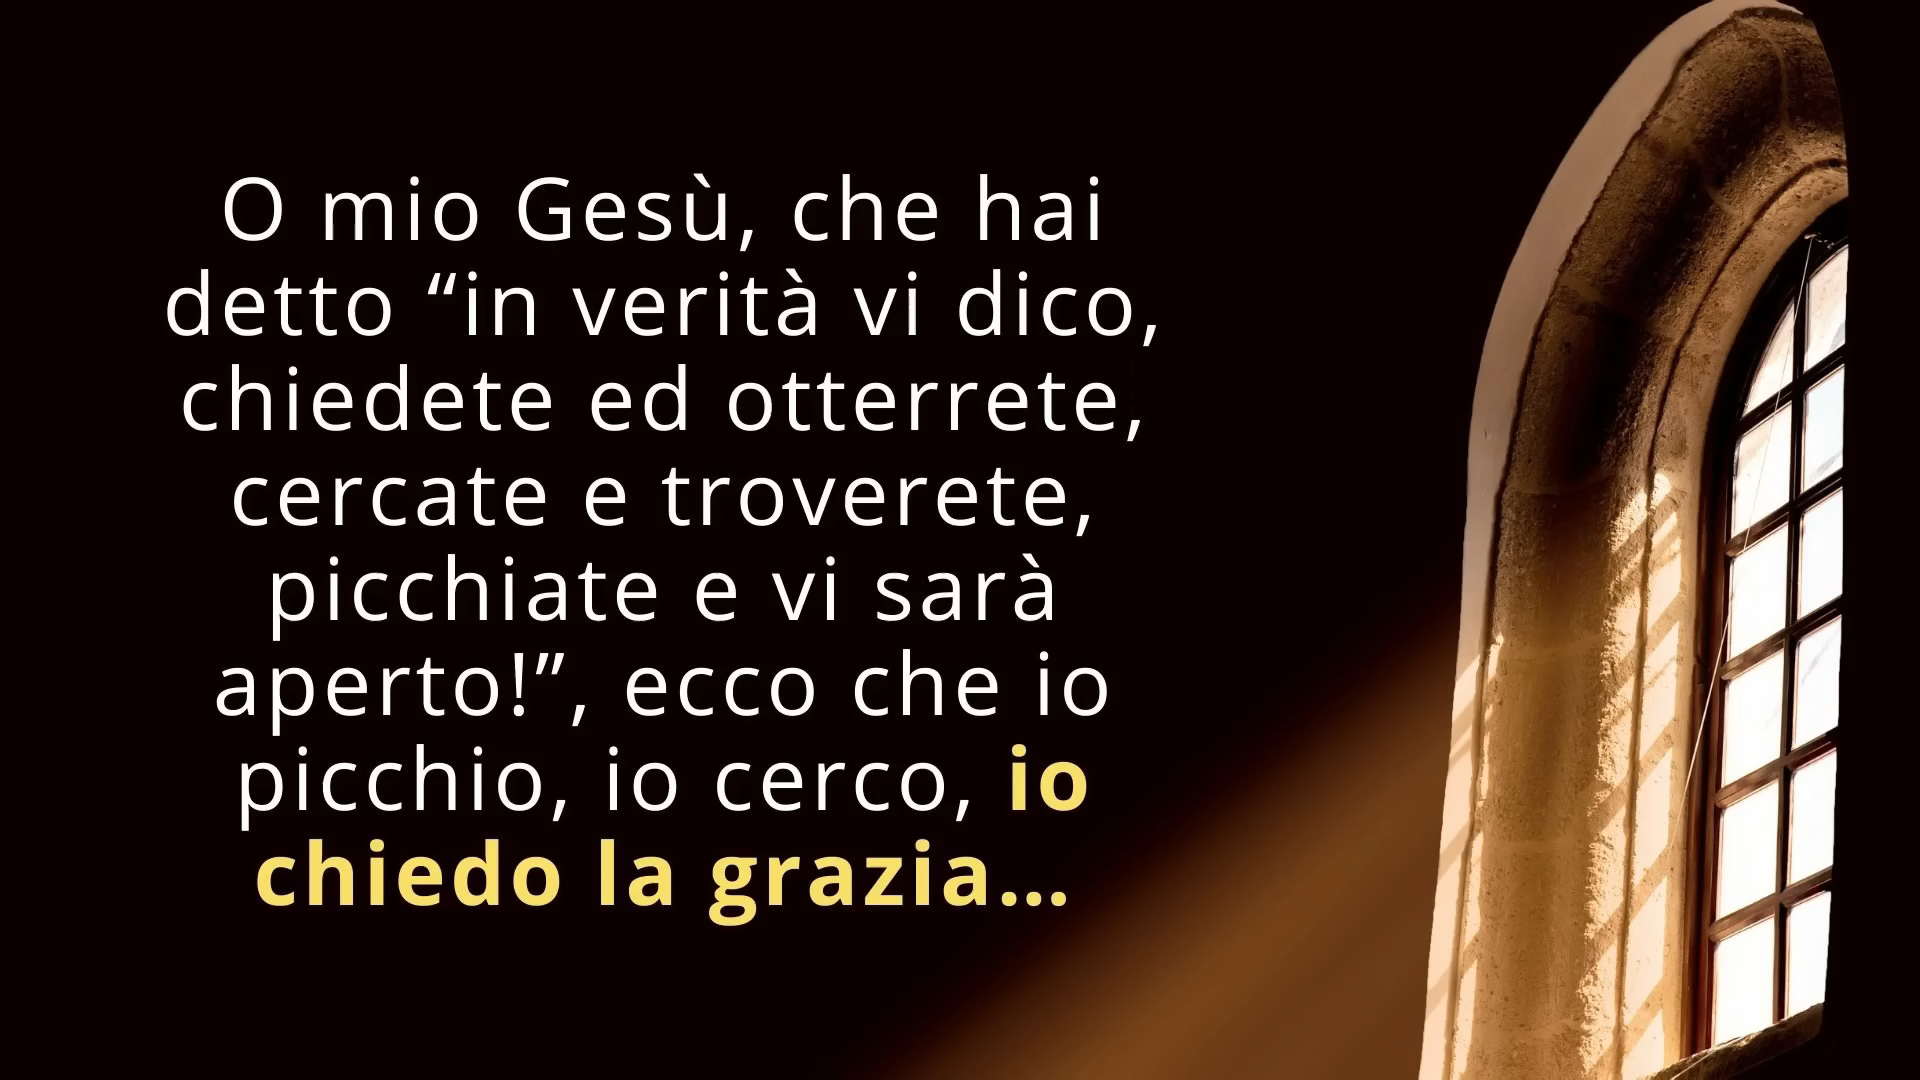 O mio Gesù, che hai
detto “in verità vi dico,
chiedete ed otterrete,
cercate e troverete,
picchiate e vi sarà
aperto!”, ecco che io
picchio, io cerco, io
chiedo la grazia…